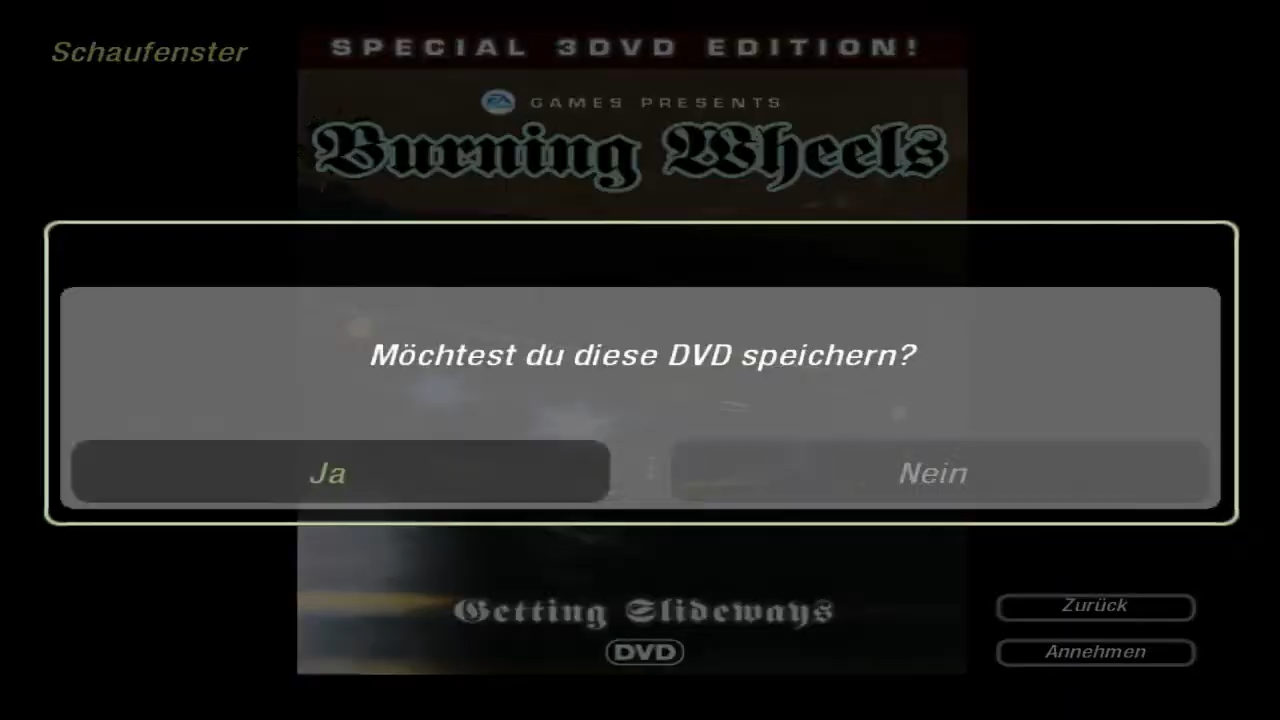 Schaufenster
SPECIAL 3DVD EDITION!
EA GAMES PRESENTS
Burning Wheels
Möchtest du diese DVD speichern?
Ja
Nein
Getting Slideways
DVD
Zurück
Annehmen